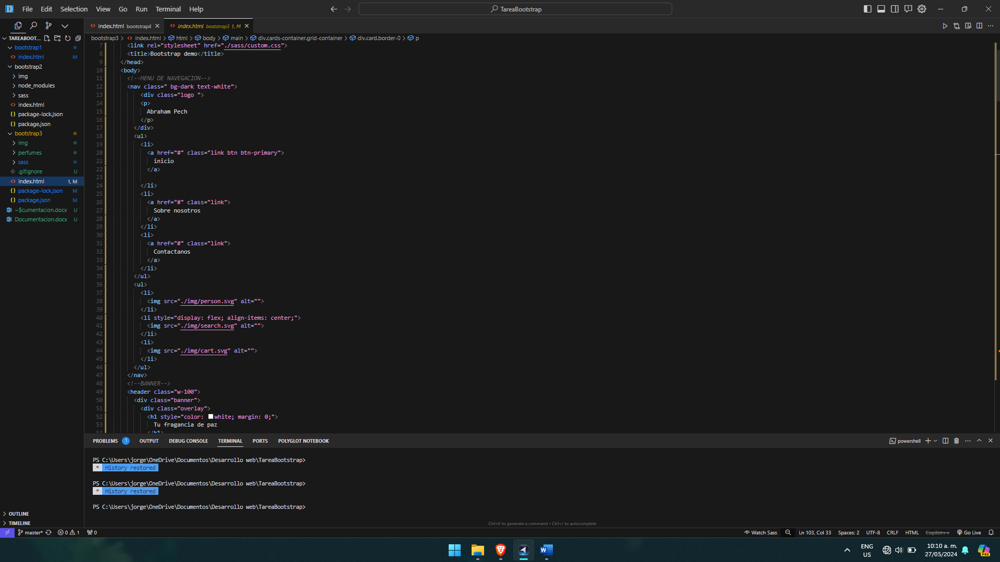 File Edit Selection View Go Run Terminal Help
TareaBootstrap
TAREABOOT...
index.html bootstrap4
index.html bootstrap3 1, M
bootstrap3 > index.html > html > body > main > div.cards-container.grid-container > div.card.border-0 > p
bootstrap1
index.html M
bootstrap2
img
node_modules
sass
index.html
package-lock.json
package.json
bootstrap3
img
perfumes
sass
.gitignore U
index.html 1, M
package-lock.json M
package.json M
~$cumentacion.docx U
Documentacion.docx U
OUTLINE
TIMELINE
7 <link rel="stylesheet" href="./sass/custom.css">
8 <title>Bootstrap demo</title>
9 </head>
10 <body>
11 <!--MENU DE NAVEGACION-->
12 <nav class=" bg-dark text-white">
13 <div class="logo ">
14 <p>
15 Abraham Pech
16 </p>
17 </div>
18 <ul>
19 <li>
20 <a href="#" class="link btn btn-primary">
21 inicio
22 </a>
23
24 </li>
25 <li>
26 <a href="#" class="link">
27 Sobre nosotros
28 </a>
29 </li>
30 <li>
31 <a href="#" class="link">
32 Contactanos
33 </a>
34 </li>
35 </ul>
36 <ul>
37 <li>
38 <img src="./img/person.svg" alt="">
39 </li>
40 <li style="display: flex; align-items: center;">
41 <img src="./img/search.svg" alt="">
42 </li>
43 <li>
44 <img src="./img/cart.svg" alt="">
45 </li>
46 </ul>
47 </nav>
48 <!--BANNER-->
49 <header class="w-100">
50 <div class="banner">
51 <div class="overlay">
52 <h1 style="color: white; margin: 0;">
53 Tu fragancia de paz
54 </h1>
PROBLEMS 1 OUTPUT DEBUG CONSOLE TERMINAL PORTS POLYGLOT NOTEBOOK
powershell
PS C:\Users\jorge\OneDrive\Documentos\Desarrollo web\TareaBootstrap>
* History restored
PS C:\Users\jorge\OneDrive\Documentos\Desarrollo web\TareaBootstrap>
* History restored
PS C:\Users\jorge\OneDrive\Documentos\Desarrollo web\TareaBootstrap>
Ctrl+K to generate a command • Ctrl+/ to autocomplete
master* 0 1 0
Watch Sass Ln 103, Col 33 Spaces: 2 UTF-8 CRLF HTML Copilot++ Go Live
ENG
US
10:10 a. m.
27/05/2024
PRE